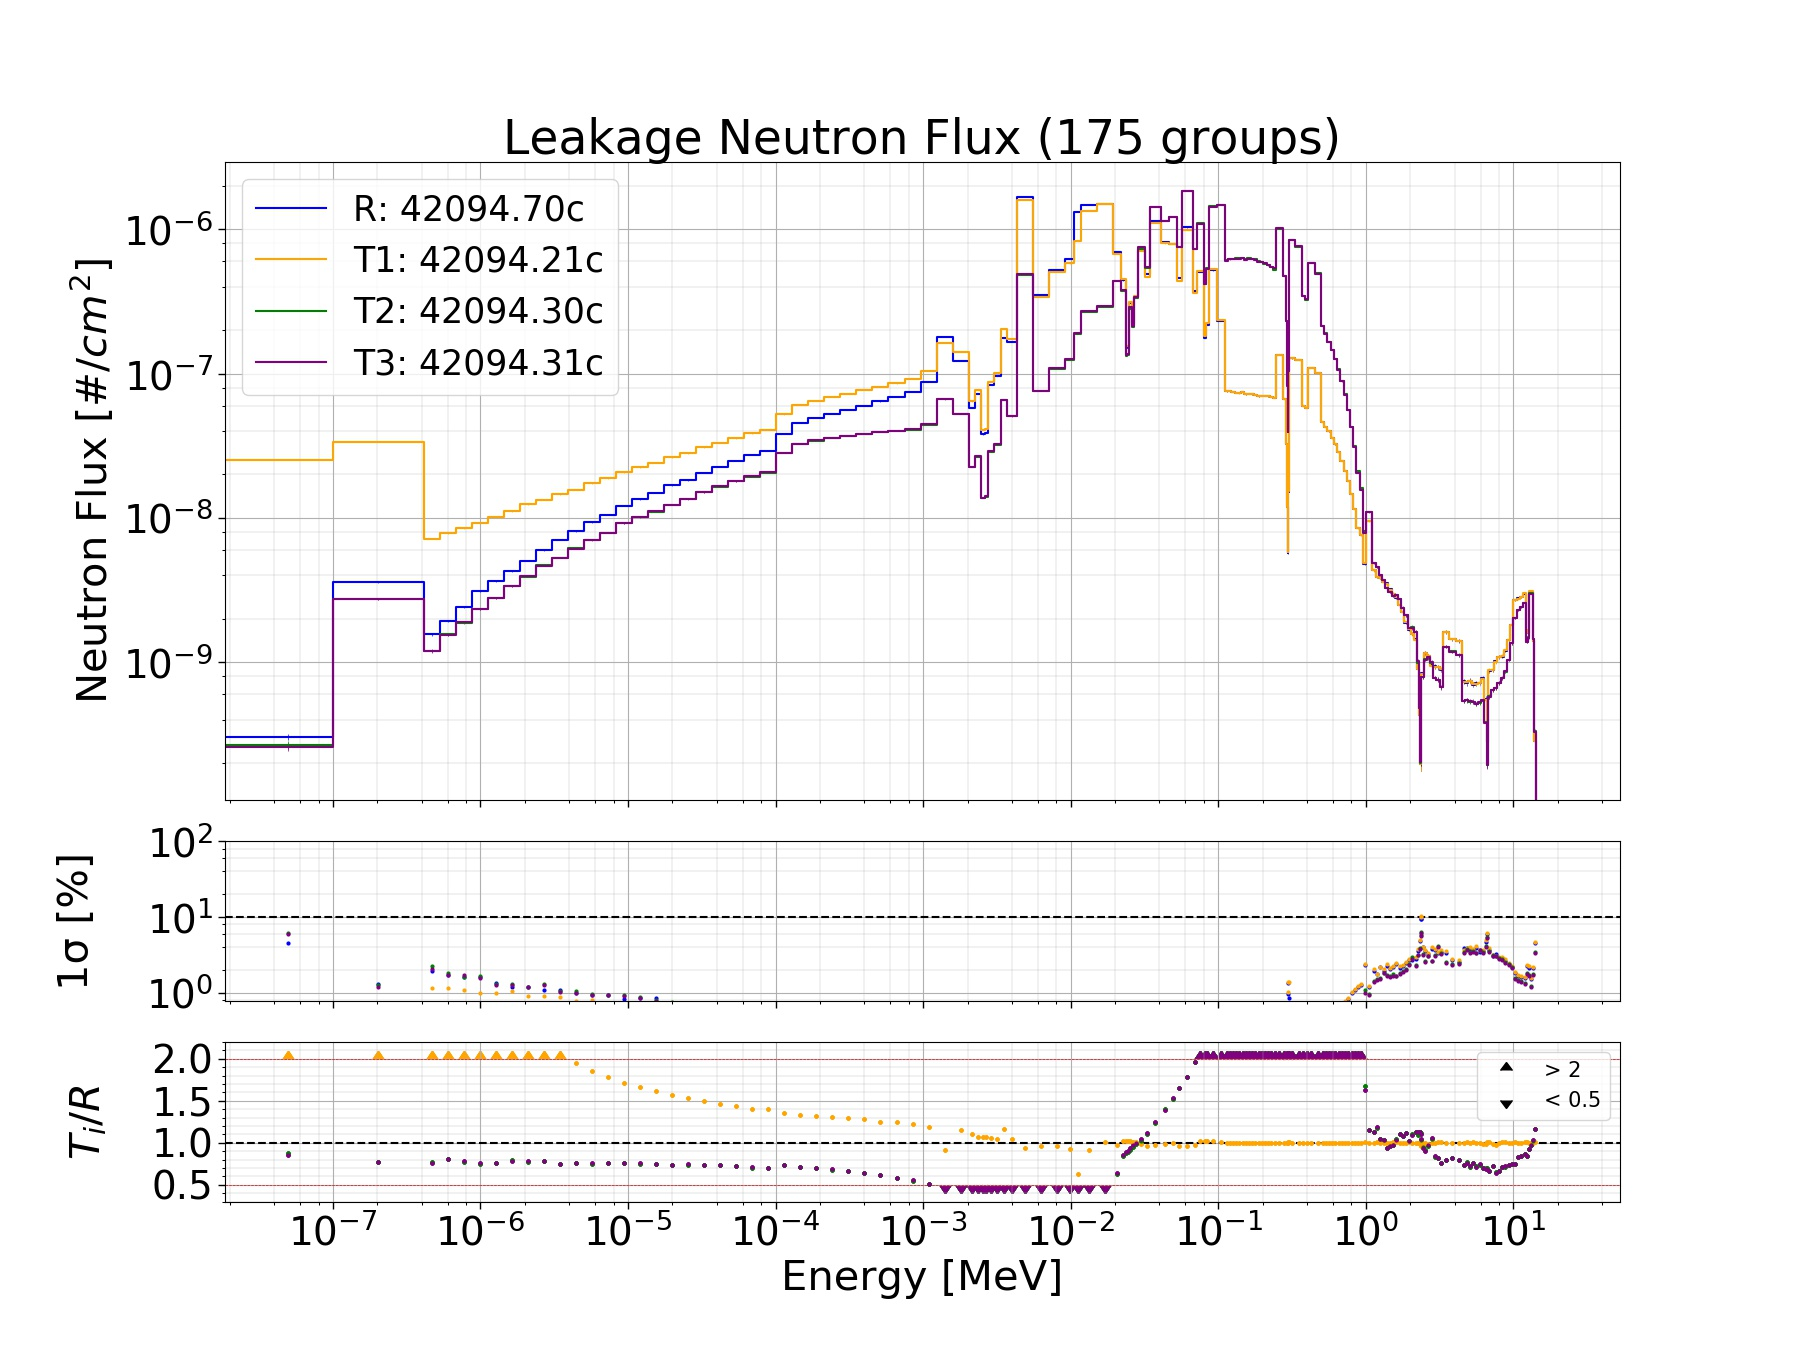 Leakage Neutron Flux (175 groups)
R: 42094.70c
T1: 42094.21c
T2: 42094.30c
T3: 42094.31c
Neutron Flux [#/cm²]
10⁻⁶
10⁻⁷
10⁻⁸
10⁻⁹
1σ [%]
10²
10¹
10⁰
Tᵢ/R
2.0
1.5
1.0
0.5
> 2
< 0.5
10⁻⁷ 10⁻⁶ 10⁻⁵ 10⁻⁴ 10⁻³ 10⁻² 10⁻¹ 10⁰ 10¹
Energy [MeV]